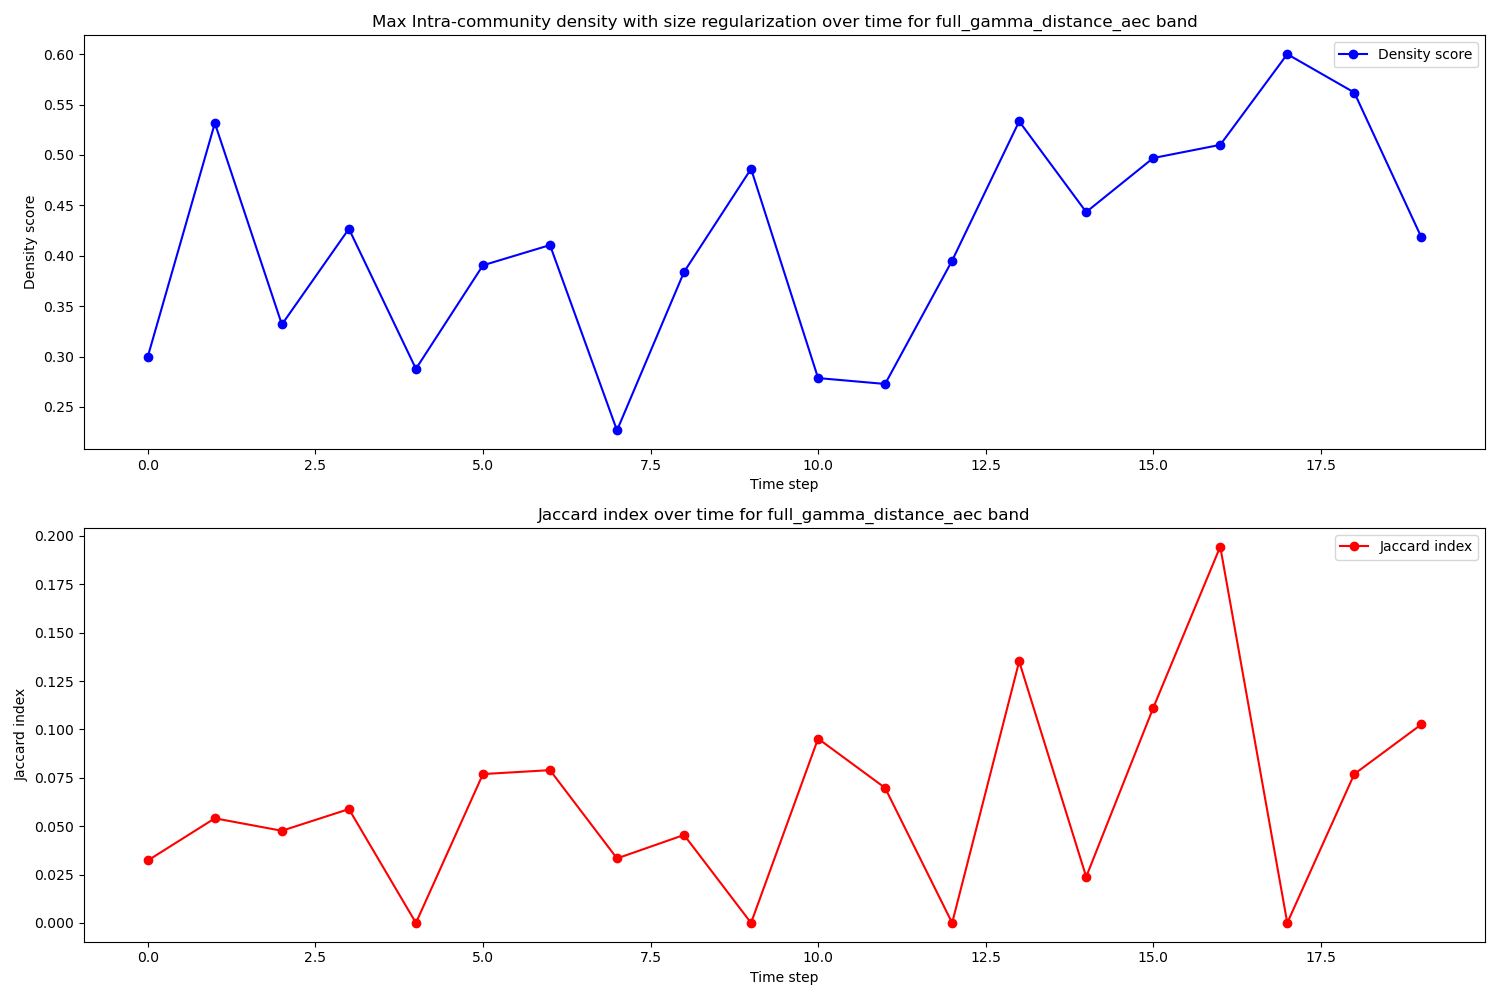 Max Intra-community density with size regularization over time for full_gamma_distance_aec band
Density score
0.60
0.55
0.50
0.45
0.40
0.35
0.30
0.25
Density score
0.0 2.5 5.0 7.5 10.0 12.5 15.0 17.5
Time step
Jaccard index over time for full_gamma_distance_aec band
Jaccard index
0.200
0.175
0.150
0.125
0.100
0.075
0.050
0.025
0.000
Jaccard index
0.0 2.5 5.0 7.5 10.0 12.5 15.0 17.5
Time step